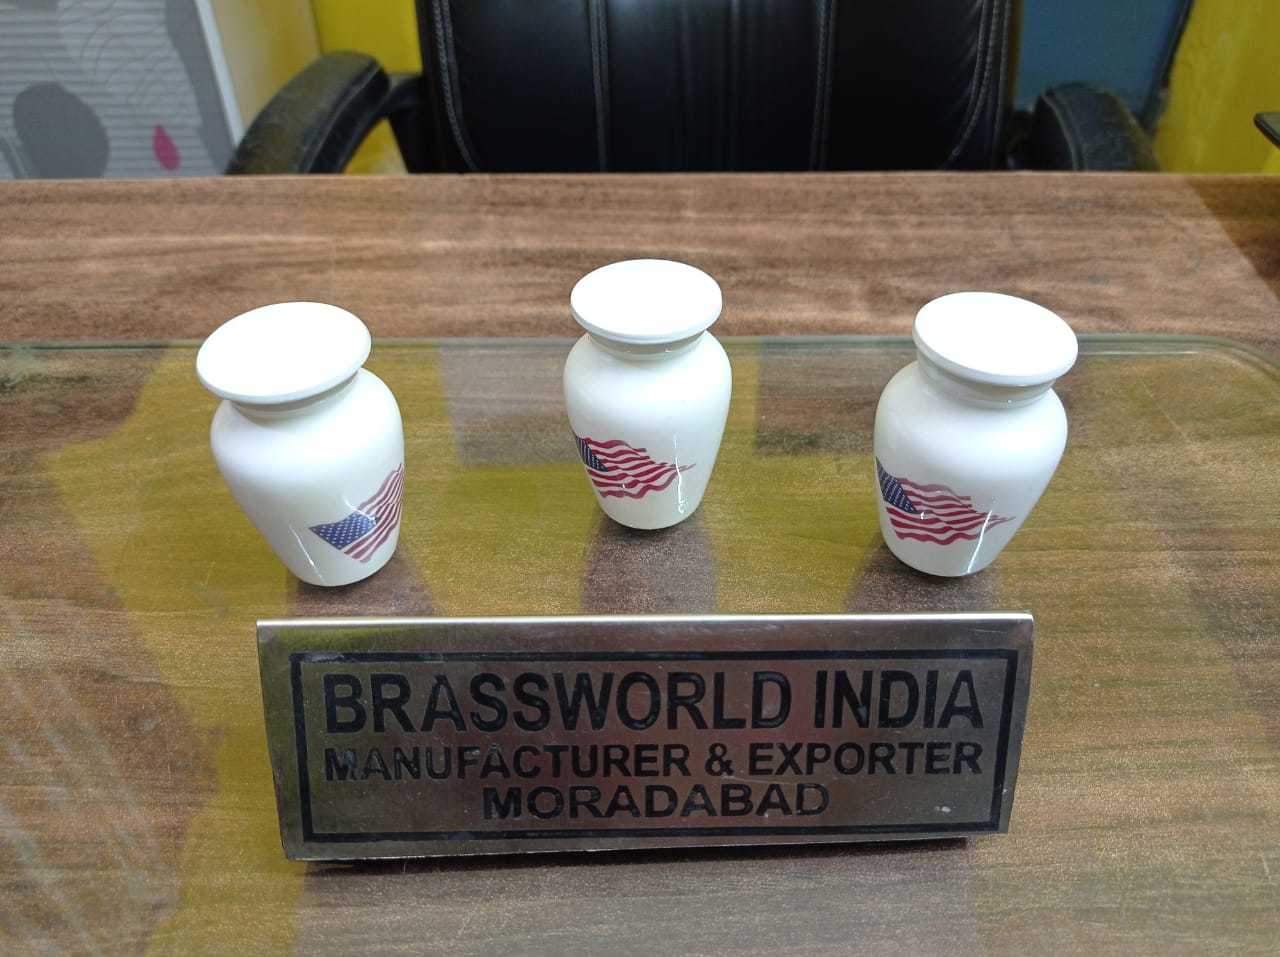 BRASSWORLD INDIA
MANUFACTURER & EXPORTER
MORADABAD